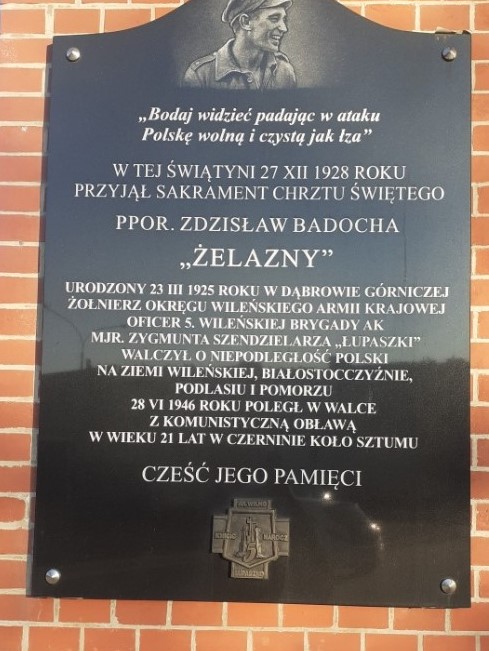 „Bodaj widzieć padając w ataku
Polskę wolną i czystą jak łza”
W TEJ ŚWIĄTYNI 27 XII 1928 ROKU
PRZYJĄŁ SAKRAMENT CHRZTU ŚWIĘTEGO
PPOR. ZDZISŁAW BADOCHA
„ŻELAZNY”
URODZONY 23 III 1925 ROKU W DĄBROWIE GÓRNICZEJ
ŻOŁNIERZ OKRĘGU WILEŃSKIEGO ARMII KRAJOWEJ
OFICER 5. WILEŃSKIEJ BRYGADY AK
MJR. ZYGMUNTA SZENDZIELARZA „ŁUPASZKI”
WALCZYŁ O NIEPODLEGŁOŚĆ POLSKI
NA ZIEMI WILEŃSKIEJ, BIAŁOSTOCCZYŹNIE,
PODLASIU I POMORZU
28 VI 1946 ROKU POLEGŁ W WALCE
Z KOMUNISTYCZNĄ OBŁAWĄ
W WIEKU 21 LAT W CZERNINIE KOŁO SZTUMU
CZEŚĆ JEGO PAMIĘCI
NAROCZ